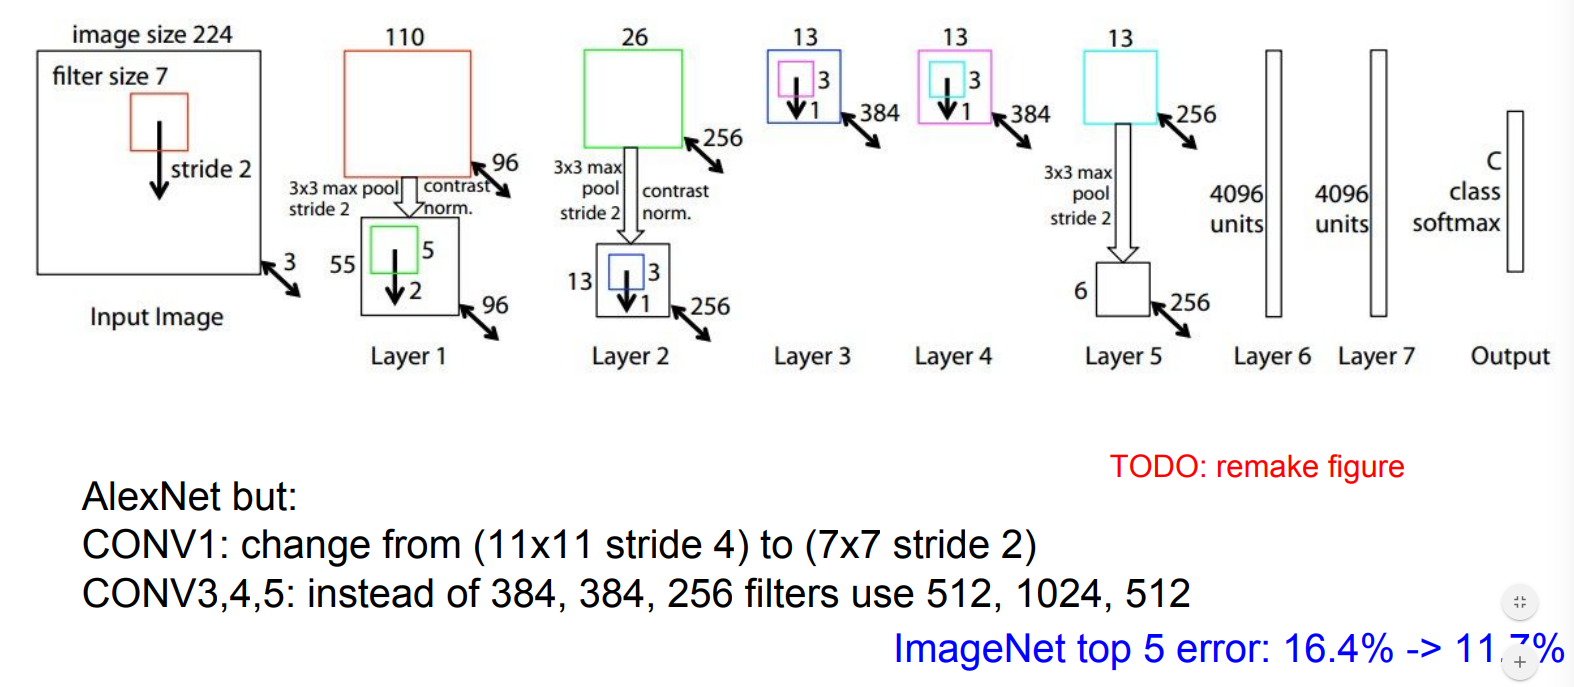 image size 224
filter size 7
stride 2
3
Input Image
110
96
3x3 max pool
stride 2
contrast
norm.
55
5
2
96
Layer 1
26
256
3x3 max
pool
stride 2
contrast
norm.
13
3
1
256
Layer 2
13
3
1
384
Layer 3
13
3
1
384
Layer 4
13
256
3x3 max
pool
stride 2
6
256
Layer 5
4096
units
Layer 6
4096
units
Layer 7
C
class
softmax
Output
TODO: remake figure
AlexNet but:
CONV1: change from (11x11 stride 4) to (7x7 stride 2)
CONV3,4,5: instead of 384, 384, 256 filters use 512, 1024, 512
ImageNet top 5 error: 16.4% -> 11.7%